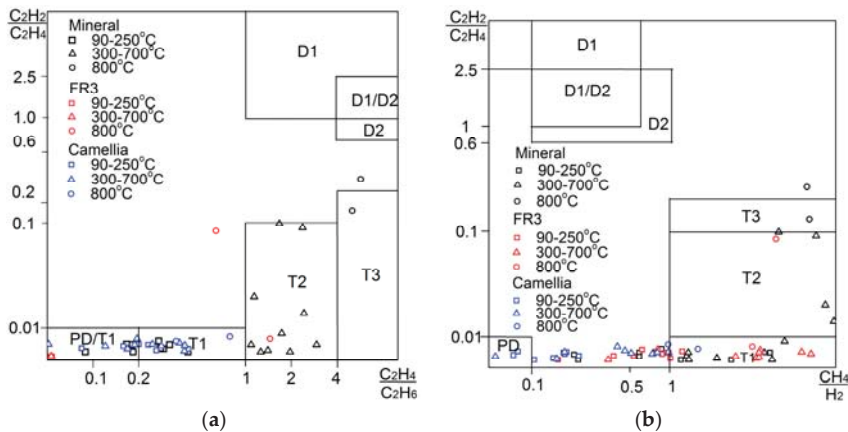 C₂H₂
C₂H₄
Mineral
90-250°C
300-700°C
800°C
FR3
90-250°C
300-700°C
800°C
Camellia
90-250°C
300-700°C
800°C
2.5
1.0
0.6
0.2
0.1
0.01
D1
D1/D2
D2
T2
T3
PD/T1
T1
0.1
0.2
1
2
4
C₂H₄
C₂H₆
(a)
C₂H₂
C₂H₄
2.5
1
0.6
0.1
0.01
D1
D1/D2
D2
Mineral
90-250°C
300-700°C
800°C
FR3
90-250°C
300-700°C
800°C
Camellia
90-250°C
300-700°C
800°C
T3
T2
PD
T1
0.1
0.5
1
CH₄
H₂
(b)